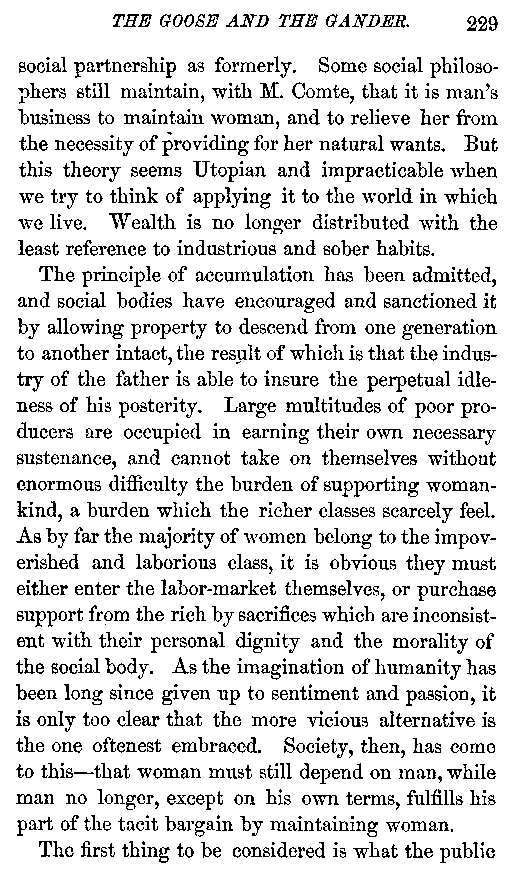 THE GOOSE AND THE GANDER. 229
social partnership as formerly. Some social philoso-
phers still maintain, with M. Comte, that it is man's
business to maintain woman, and to relieve her from
the necessity of providing for her natural wants. But
this theory seems Utopian and impracticable when
we try to think of applying it to the world in which
we live. Wealth is no longer distributed with the
least reference to industrious and sober habits.
The principle of accumulation has been admitted,
and social bodies have encouraged and sanctioned it
by allowing property to descend from one generation
to another intact, the result of which is that the indus-
try of the father is able to insure the perpetual idle-
ness of his posterity. Large multitudes of poor pro-
ducers are occupied in earning their own necessary
sustenance, and cannot take on themselves without
enormous difficulty the burden of supporting woman-
kind, a burden which the richer classes scarcely feel.
As by far the majority of women belong to the impov-
erished and laborious class, it is obvious they must
either enter the labor-market themselves, or purchase
support from the rich by sacrifices which are inconsist-
ent with their personal dignity and the morality of
the social body. As the imagination of humanity has
been long since given up to sentiment and passion, it
is only too clear that the more vicious alternative is
the one oftenest embraced. Society, then, has come
to this—that woman must still depend on man, while
man no longer, except on his own terms, fulfills his
part of the tacit bargain by maintaining woman.
The first thing to be considered is what the public